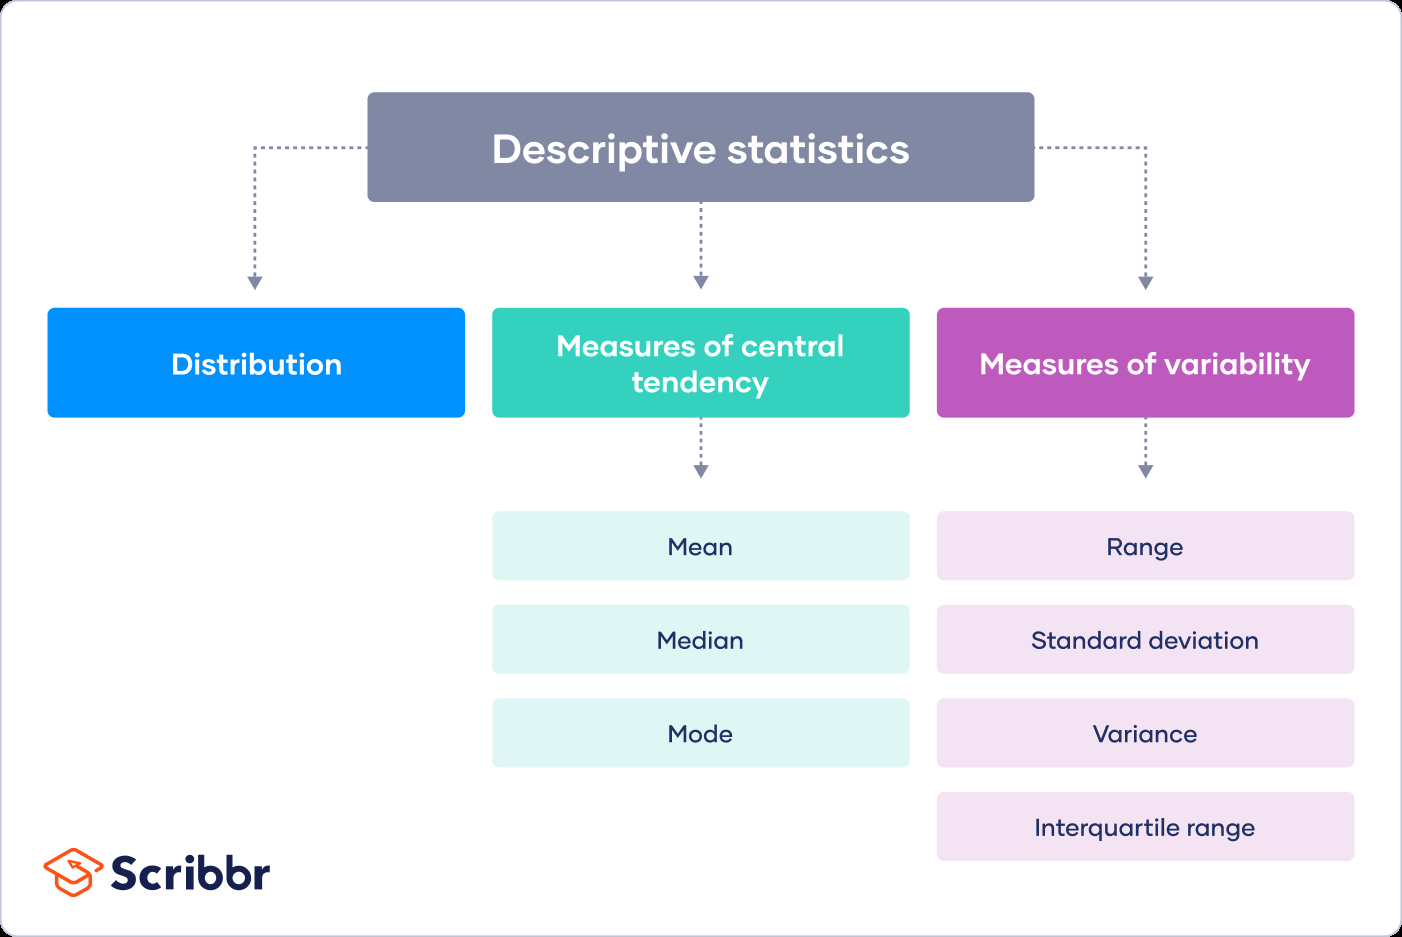 Descriptive statistics
Distribution
Measures of central
tendency
Measures of variability
Mean
Range
Median
Standard deviation
Mode
Variance
Interquartile range
Scribbr